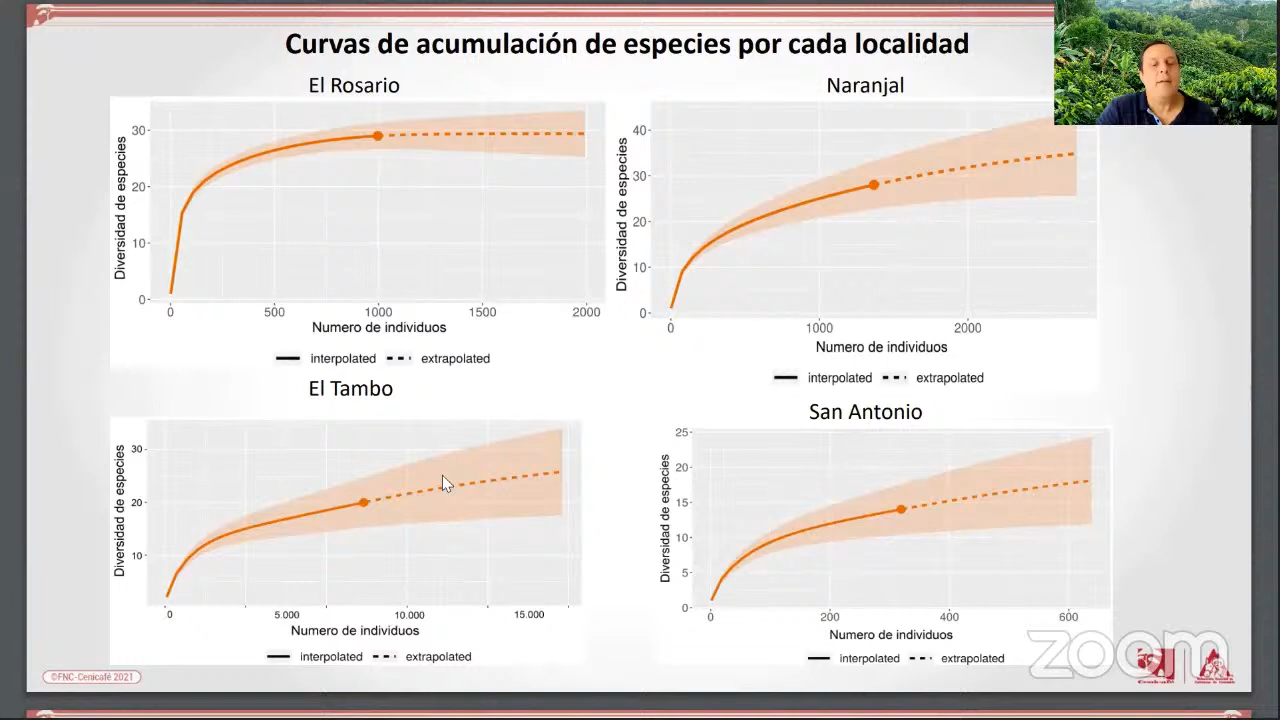 Curvas de acumulación de especies por cada localidad
El Rosario
Diversidad de especies
30
20
10
0
0 500 1000 1500 2000
Numero de individuos
interpolated extrapolated
Naranjal
Diversidad de especies
40
30
20
10
0
0 1000 2000
Numero de individuos
interpolated extrapolated
El Tambo
Diversidad de especies
30
20
10
0 5.000 10.000 15.000
Numero de individuos
interpolated extrapolated
San Antonio
Diversidad de especies
25
20
15
10
5
0
0 200 400 600
Numero de individuos
interpolated extrapolated
©FNC-Cenicafé 2021
zoom
Cenicafé